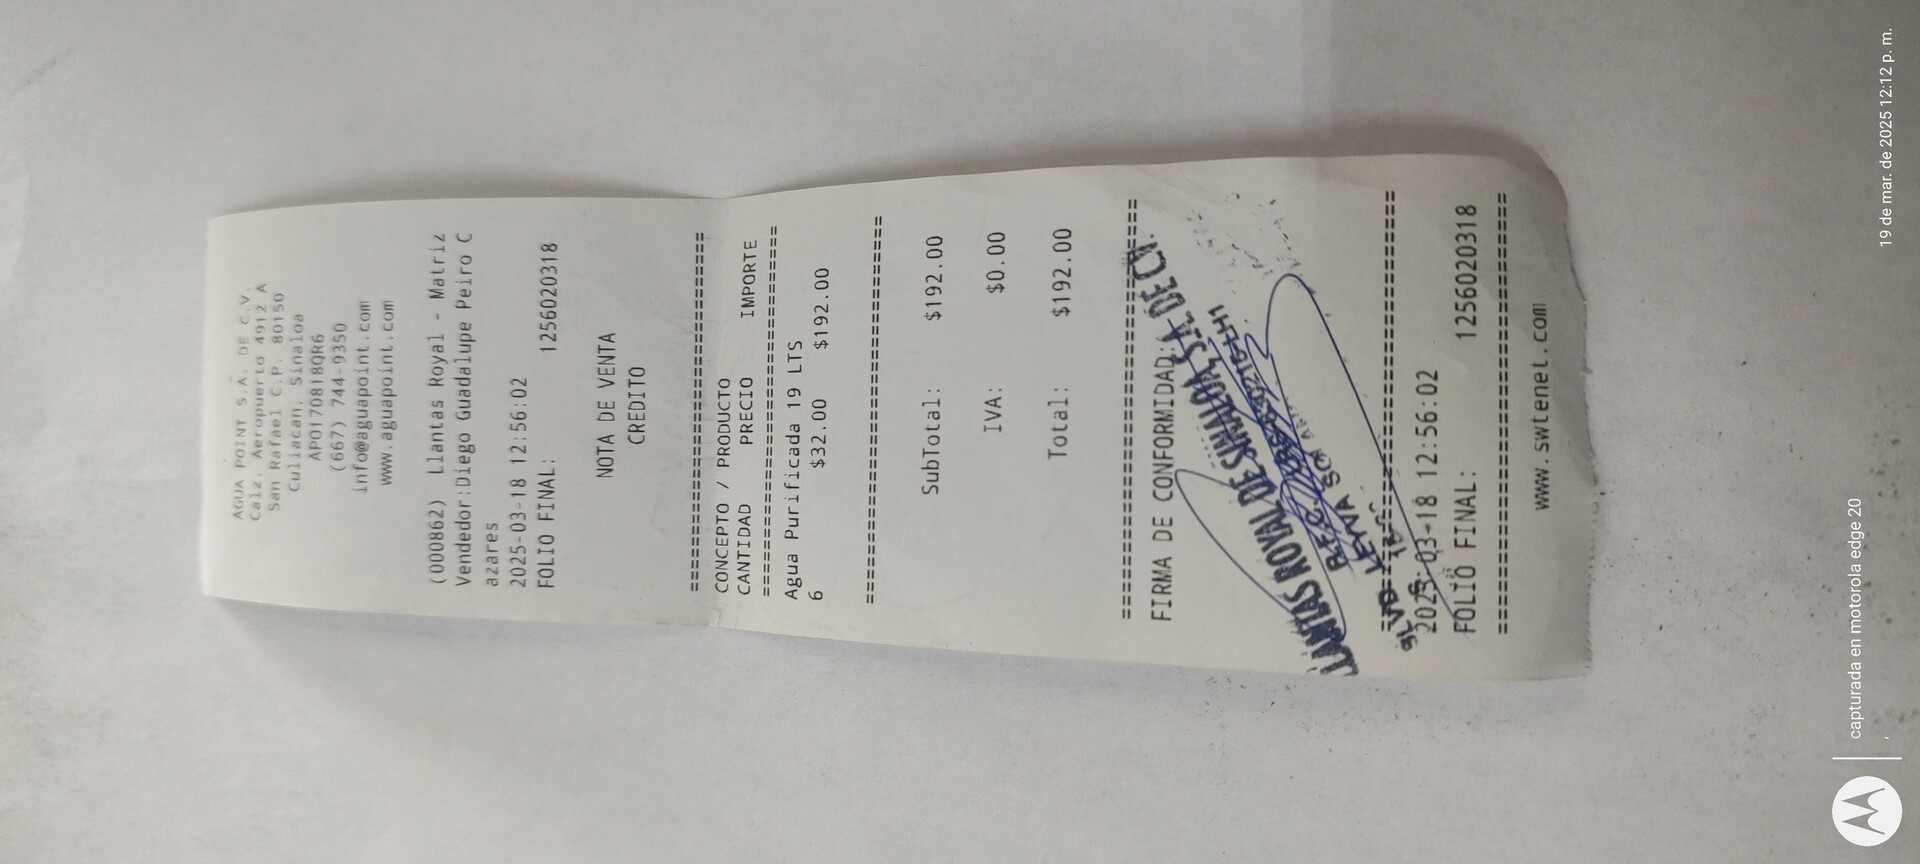 AGUA POINT S.A. DE C.V.
Calz. Aeropuerto 4912 A
San Rafael C.P. 80150
Culiacan, Sinaloa
APO170818QR6
(667) 744-9350
info@aguapoint.com
www.aguapoint.com
(000862) Llantas Royal - Matriz
Vendedor:Diego Guadalupe Peiro C
azares
2025-03-18 12:56:02
FOLIO FINAL: 1256020318
NOTA DE VENTA
CREDITO
================================
CONCEPTO / PRODUCTO
CANTIDAD PRECIO IMPORTE
================================
Agua Purificada 19 LTS
6 $32.00 $192.00
================================
SubTotal: $192.00
IVA: $0.00
Total: $192.00
================================
FIRMA DE CONFORMIDAD:
LLANTAS ROYAL DE SINALOA, S.A. DE C.V.
R.F.C.
BLVD. LEYVA
================================
2025-03-18 12:56:02
FOLIO FINAL: 1256020318
================================
www.swtenet.com
capturada en motorola edge 20
19 de mar. de 2025 12:12 p. m.